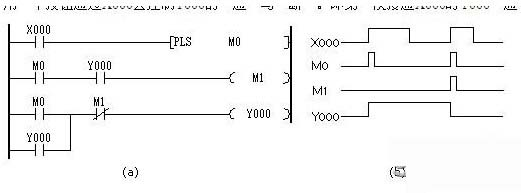 X000
[PLS M0 ]
M0 Y000
( M1 )
M0 M1
( Y000 )
Y000
(a)
X000
M0
M1
Y000